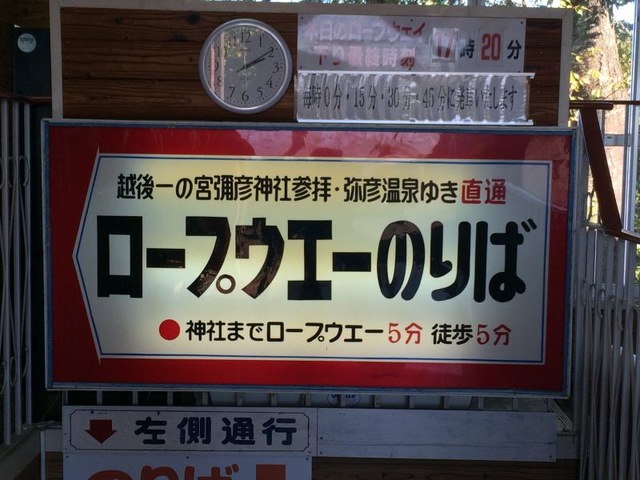 本日のロープウェイ
下り最終時刻 17時20分
毎時0分・15分・30分・45分に発車いたします
越後一の宮彌彦神社参拝・弥彦温泉ゆき直通
ロープウエーのりば
●神社までロープウエー5分 徒歩5分
左側通行
のりば